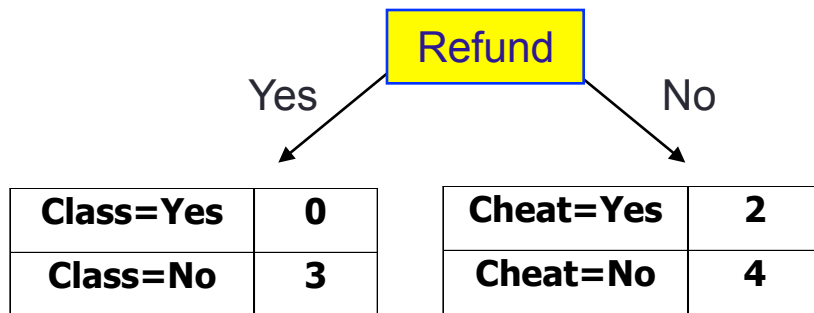 Refund
Yes
No
Class=Yes 0
Class=No 3
Cheat=Yes 2
Cheat=No 4